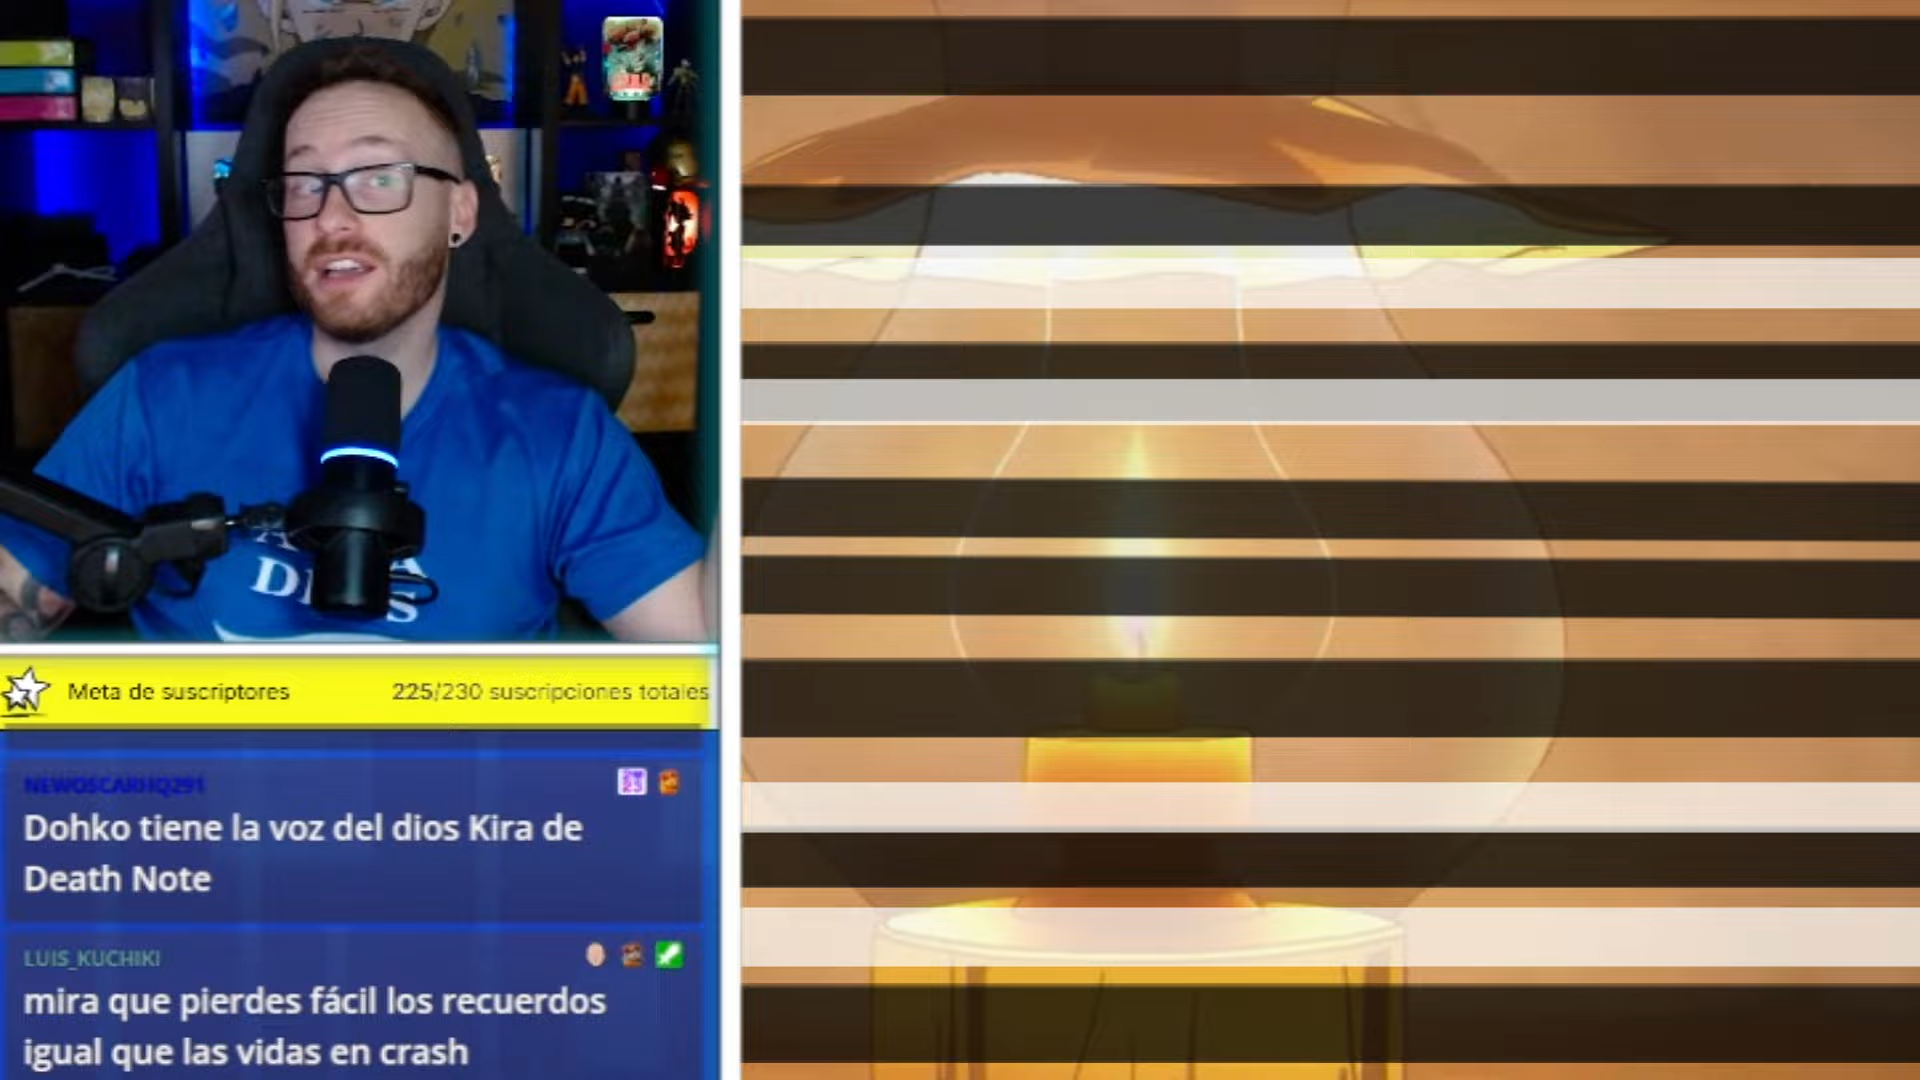 Meta de suscriptores 225/230 suscripciones totales
NEWOSCARHQ291
Dohko tiene la voz del dios Kira de
Death Note
LUIS_KUCHIKI
mira que pierdes fácil los recuerdos
igual que las vidas en crash